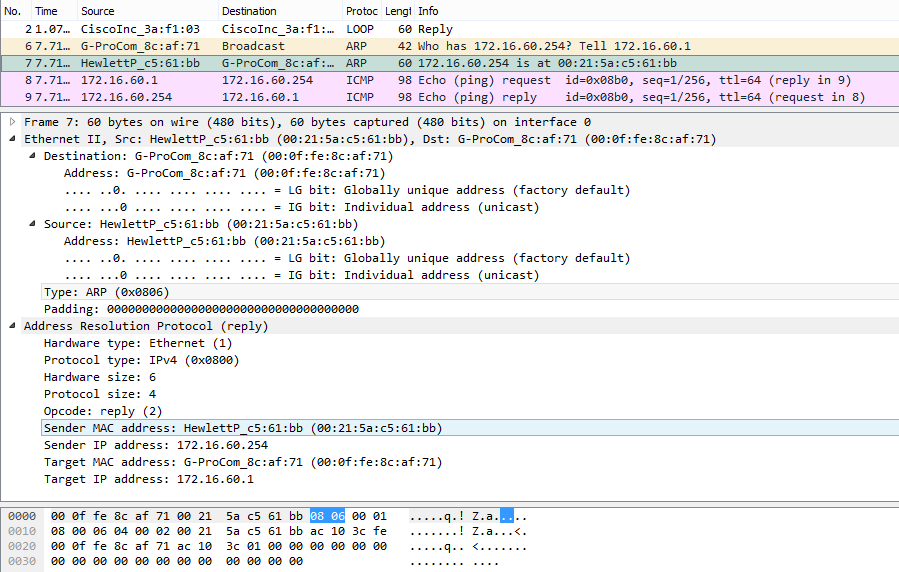 No. Time Source Destination Protoc Lengl Info
2 1.07… CiscoInc_3a:f1:03 CiscoInc_3a:f1:… LOOP 60 Reply
6 7.71… G-ProCom_8c:af:71 Broadcast ARP 42 Who has 172.16.60.254? Tell 172.16.60.1
7 7.71… HewlettP_c5:61:bb G-ProCom_8c:af:… ARP 60 172.16.60.254 is at 00:21:5a:c5:61:bb
8 7.71… 172.16.60.1 172.16.60.254 ICMP 98 Echo (ping) request id=0x08b0, seq=1/256, ttl=64 (reply in 9)
9 7.71… 172.16.60.254 172.16.60.1 ICMP 98 Echo (ping) reply id=0x08b0, seq=1/256, ttl=64 (request in 8)
Frame 7: 60 bytes on wire (480 bits), 60 bytes captured (480 bits) on interface 0
Ethernet II, Src: HewlettP_c5:61:bb (00:21:5a:c5:61:bb), Dst: G-ProCom_8c:af:71 (00:0f:fe:8c:af:71)
Destination: G-ProCom_8c:af:71 (00:0f:fe:8c:af:71)
Address: G-ProCom_8c:af:71 (00:0f:fe:8c:af:71)
.... ..0. .... .... .... .... = LG bit: Globally unique address (factory default)
.... ...0 .... .... .... .... = IG bit: Individual address (unicast)
Source: HewlettP_c5:61:bb (00:21:5a:c5:61:bb)
Address: HewlettP_c5:61:bb (00:21:5a:c5:61:bb)
.... ..0. .... .... .... .... = LG bit: Globally unique address (factory default)
.... ...0 .... .... .... .... = IG bit: Individual address (unicast)
Type: ARP (0x0806)
Padding: 000000000000000000000000000000000000
Address Resolution Protocol (reply)
Hardware type: Ethernet (1)
Protocol type: IPv4 (0x0800)
Hardware size: 6
Protocol size: 4
Opcode: reply (2)
Sender MAC address: HewlettP_c5:61:bb (00:21:5a:c5:61:bb)
Sender IP address: 172.16.60.254
Target MAC address: G-ProCom_8c:af:71 (00:0f:fe:8c:af:71)
Target IP address: 172.16.60.1
0000 00 0f fe 8c af 71 00 21 5a c5 61 bb 08 06 00 01 .....q.! Z.a.....
0010 08 00 06 04 00 02 00 21 5a c5 61 bb ac 10 3c fe .......! Z.a...<.
0020 00 0f fe 8c af 71 ac 10 3c 01 00 00 00 00 00 00 .....q.. <.......
0030 00 00 00 00 00 00 00 00 00 00 00 00 ........ ....